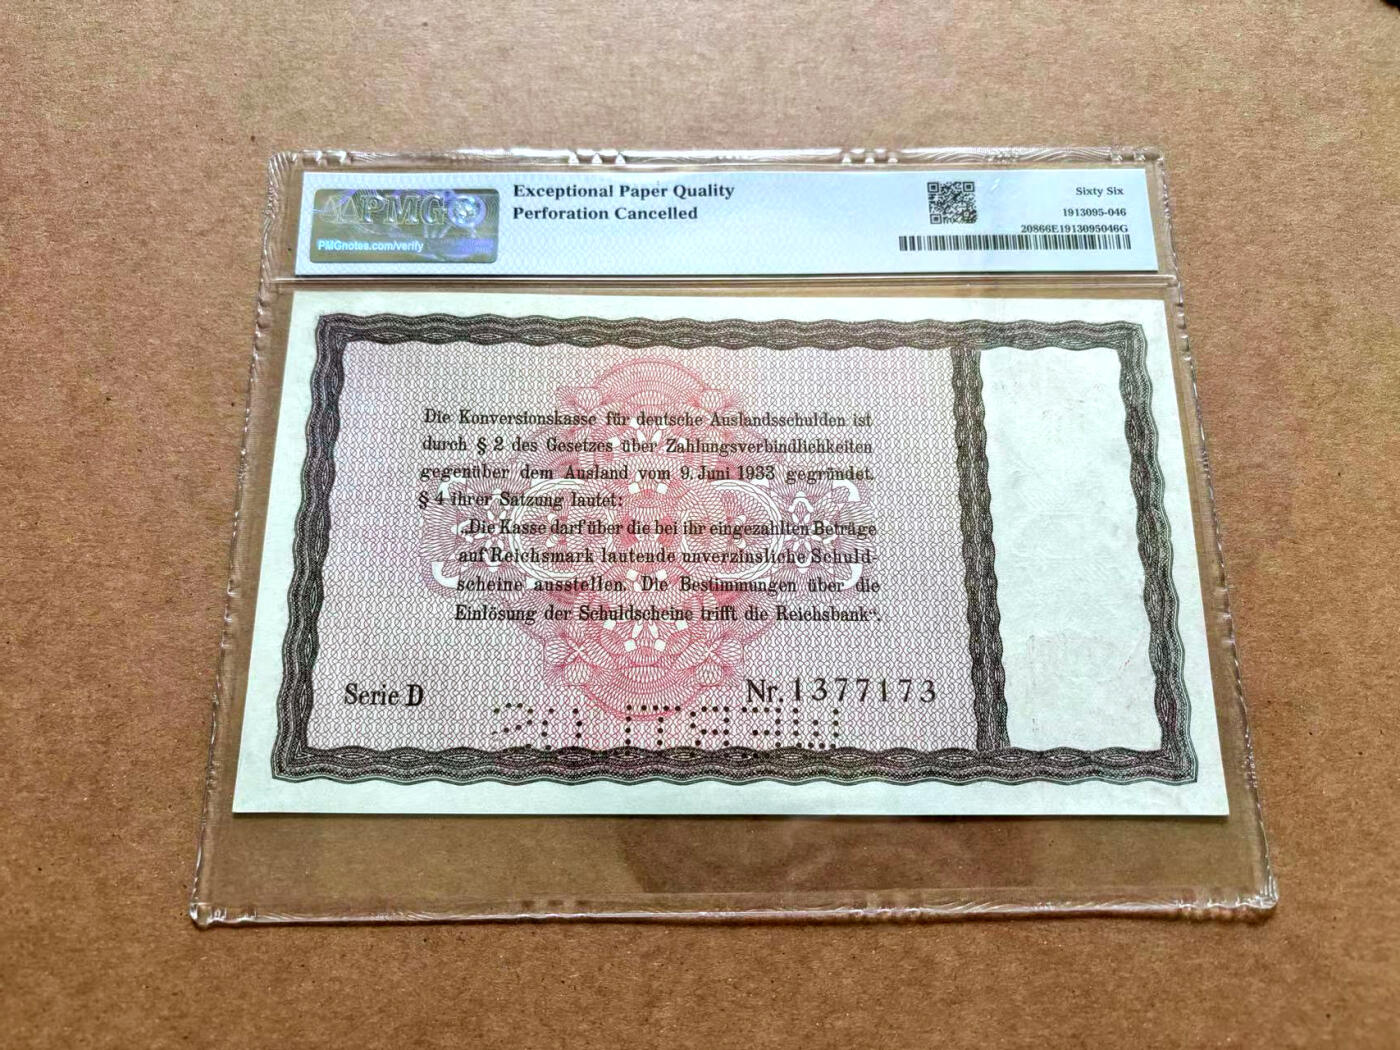 PMG
PMGnotes.com/verify
Exceptional Paper Quality
Perforation Cancelled
Sixty Six
1913095-046
20866E1913095046G
Die Konversionskasse für deutsche Auslandsschulden ist
durch § 2 des Gesetzes über Zahlungsverbindlichkeiten
gegenüber dem Ausland vom 9. Juni 1933 gegründet.
§ 4 ihrer Satzung lautet:
„Die Kasse darf über die bei ihr eingezahlten Beträge
auf Reichsmark lautende unverzinsliche Schuld-
scheine ausstellen. Die Bestimmungen über die
Einlösung der Schuldscheine trifft die Reichsbank“.
Serie D
Nr. 1377173